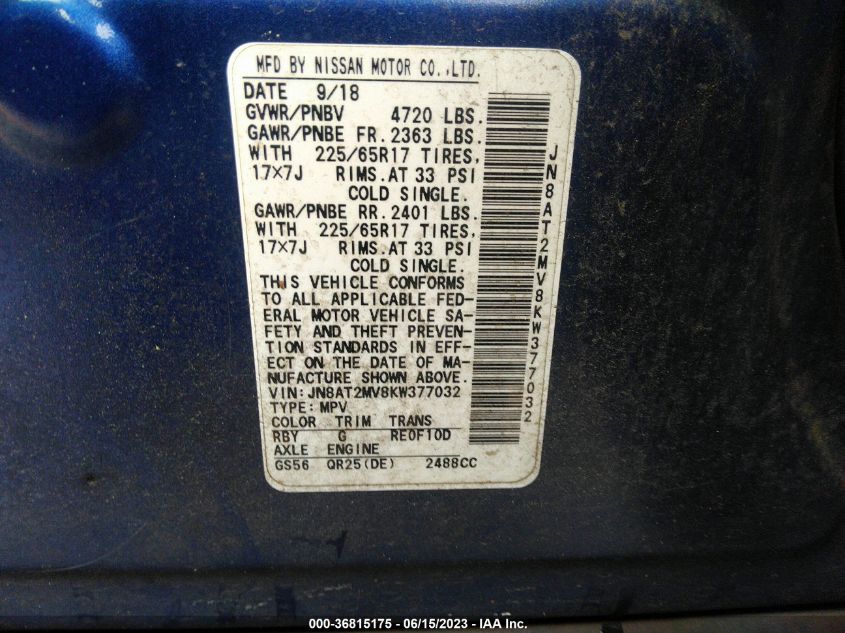 MFD BY NISSAN MOTOR CO.,LTD.
DATE 9/18
GVWR/PNBV 4720 LBS.
GAWR/PNBE FR. 2363 LBS.
WITH 225/65R17 TIRES,
17×7J RIMS.AT 33 PSI
COLD SINGLE.
GAWR/PNBE RR. 2401 LBS.
WITH 225/65R17 TIRES,
17×7J RIMS.AT 33 PSI
COLD SINGLE.
THIS VEHICLE CONFORMS
TO ALL APPLICABLE FED-
ERAL MOTOR VEHICLE SA-
FETY AND THEFT PREVEN-
TION STANDARDS IN EFF-
ECT ON THE DATE OF MA-
NUFACTURE SHOWN ABOVE.
VIN:JN8AT2MV8KW377032
TYPE:MPV
COLOR TRIM TRANS
RBY G RE0F10D
AXLE ENGINE
GS56 QR25(DE) 2488CC
JN8AT2MV8KW377032
000-36815175 - 06/15/2023 - IAA Inc.